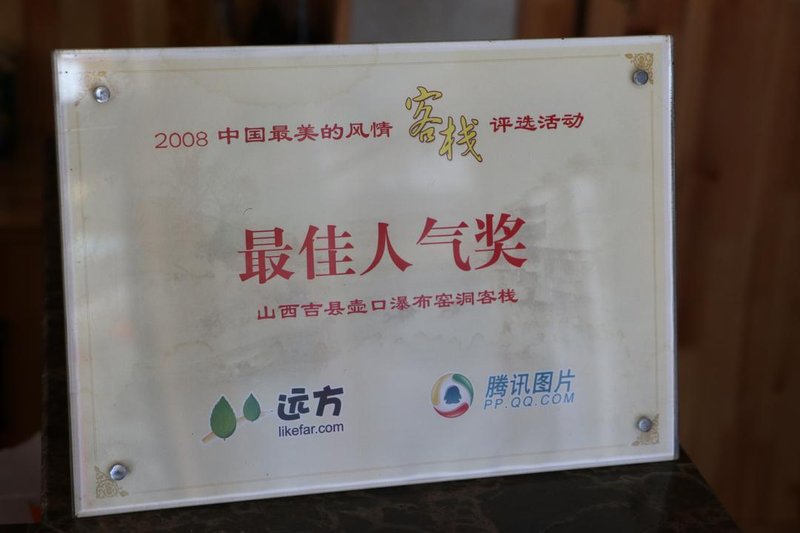 2008 中国最美的风情 客栈 评选活动
最佳人气奖
山西吉县壶口瀑布窑洞客栈
远方
likefar.com
腾讯图片
PP.QQ.COM